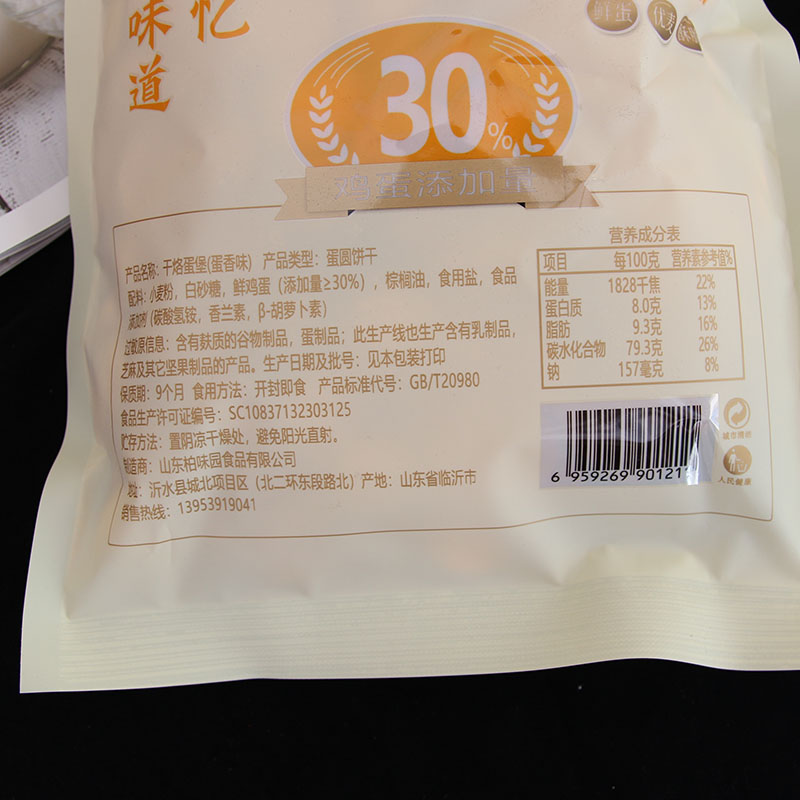 忆
味道
鲜蛋
30%
鸡蛋添加量
产品名称：干烙蛋堡(蛋香味) 产品类型：蛋圆饼干
配料：小麦粉，白砂糖，鲜鸡蛋（添加量≥30%），棕榈油，食用盐，食品
添加剂（碳酸氢铵，香兰素，β-胡萝卜素）
过敏原信息：含有麸质的谷物制品，蛋制品；此生产线也生产含有乳制品，
芝麻及其它坚果制品的产品。生产日期及批号：见本包装打印
保质期：9个月 食用方法：开封即食 产品标准代号：GB/T20980
食品生产许可证编号：SC10837132303125
贮存方法：置阴凉干燥处，避免阳光直射。
制造商：山东柏味园食品有限公司
地址：沂水县城北项目区（北二环东段路北）产地：山东省临沂市
销售热线：13953919041
营养成分表
项目 每100克 营养素参考值%
能量 1828千焦 22%
蛋白质 8.0克 13%
脂肪 9.3克 16%
碳水化合物 79.3克 26%
钠 157毫克 8%
6 959269 90121
人民健康